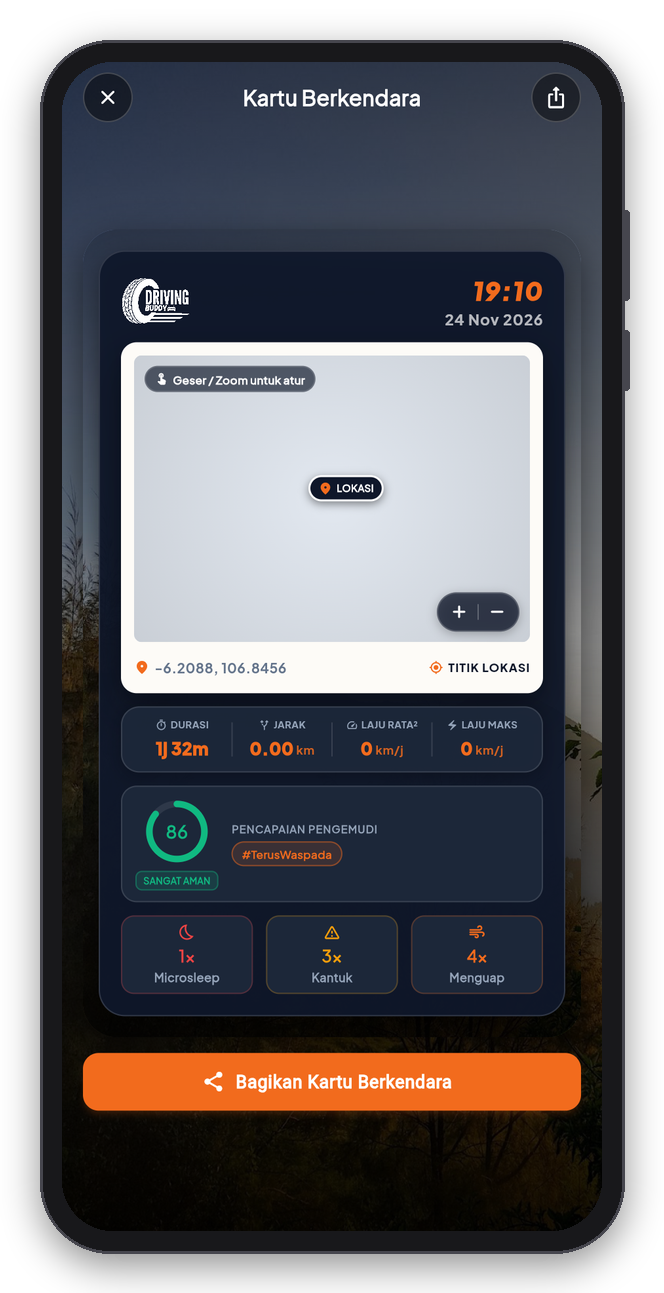 Kartu Berkendara
DRIVING
BUDDY
19:10
24 Nov 2026
Geser / Zoom untuk atur
LOKASI
+ | −
-6.2088, 106.8456
TITIK LOKASI
DURASI
JARAK
LAJU RATA²
LAJU MAKS
1J 32m
0.00 km
0 km/j
0 km/j
86
SANGAT AMAN
PENCAPAIAN PENGEMUDI
#TerusWaspada
1x
Microsleep
3x
Kantuk
4x
Menguap
Bagikan Kartu Berkendara